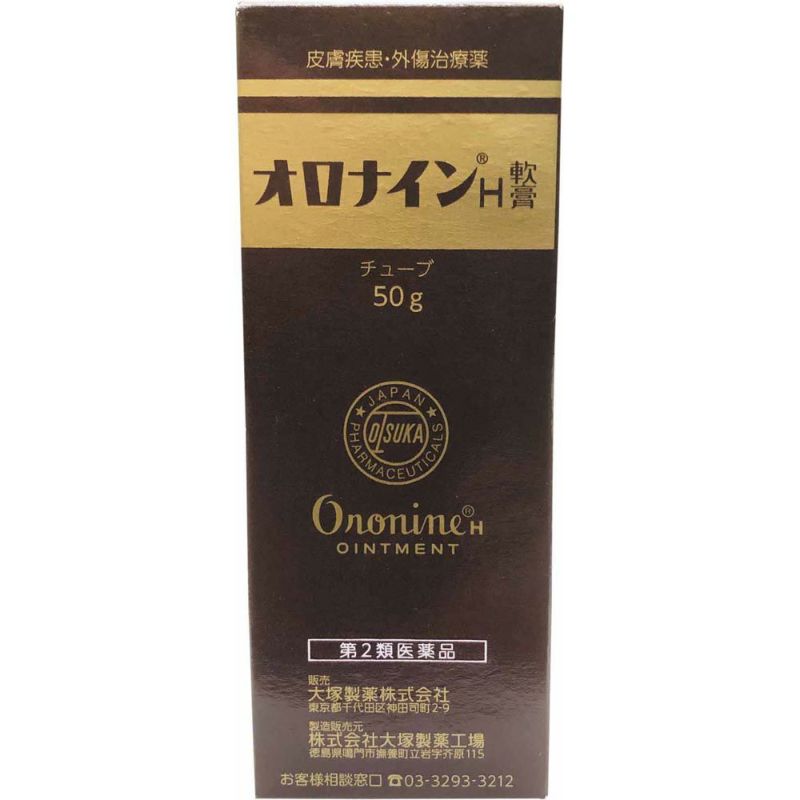 皮膚疾患・外傷治療薬
オロナイン®H軟膏
チューブ
50g
JAPAN
OTSUKA
PHARMACEUTICALS
Oronine®H
OINTMENT
第2類医薬品
販売
大塚製薬株式会社
東京都千代田区神田司町2-9
製造販売元
株式会社大塚製薬工場
徳島県鳴門市撫養町立岩字芥原115
お客様相談窓口 ☎03-3293-3212